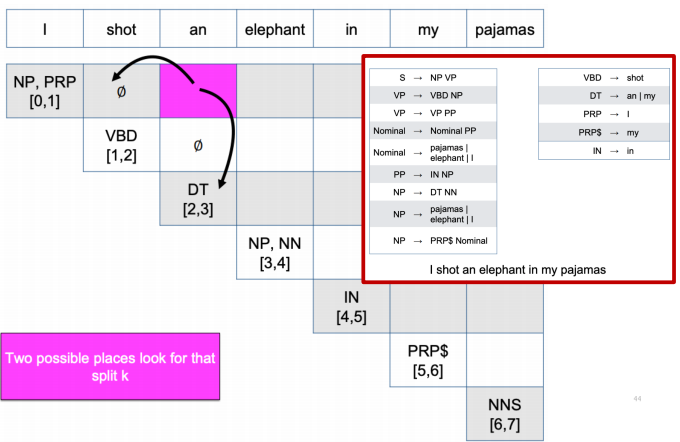 I shot an elephant in my pajamas
NP, PRP
[0,1]
∅
VBD
[1,2]
∅
DT
[2,3]
NP, NN
[3,4]
IN
[4,5]
PRP$
[5,6]
NNS
[6,7]
S → NP VP
VP → VBD NP
VP → VP PP
Nominal → Nominal PP
Nominal → pajamas |
elephant | I
PP → IN NP
NP → DT NN
NP → pajamas |
elephant | I
NP → PRP$ Nominal
VBD → shot
DT → an | my
PRP → I
PRP$ → my
IN → in
I shot an elephant in my pajamas
Two possible places look for that
split k
44